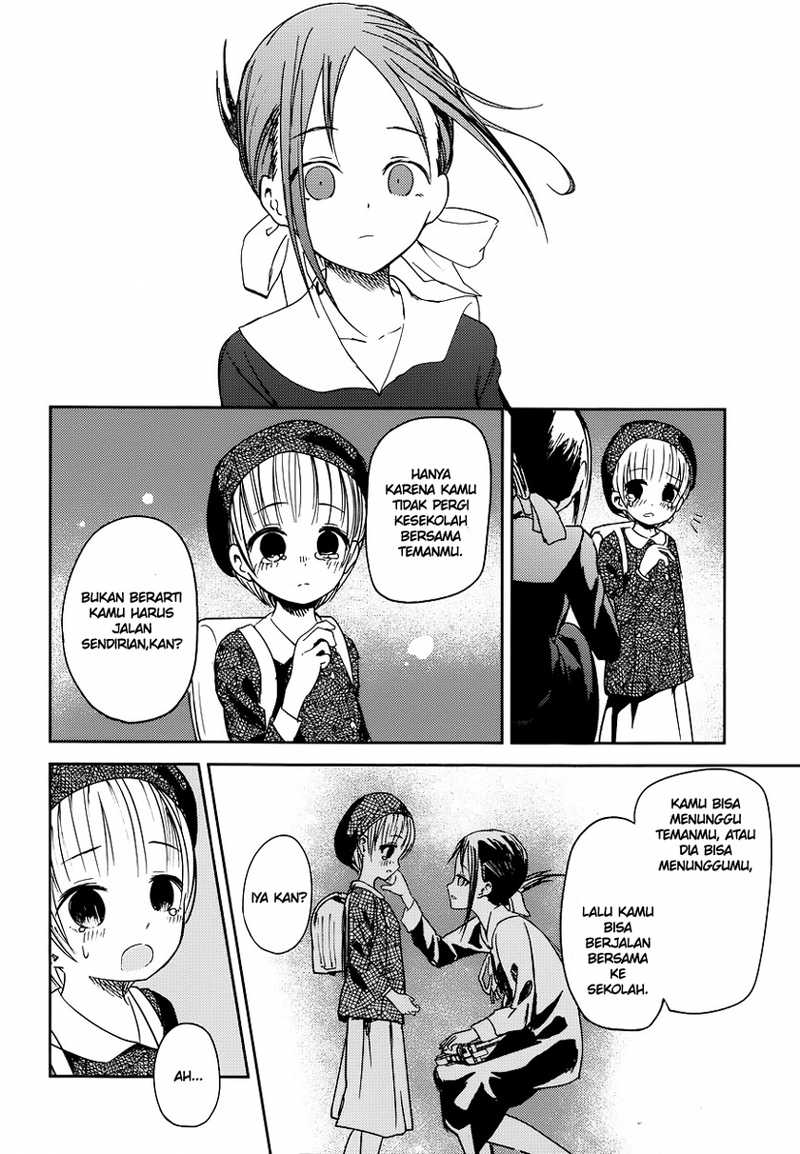 HANYA
KARENA KAMU
TIDAK PERGI
KESEKOLAH
BERSAMA
TEMANMU.
BUKAN BERARTI
KAMU HARUS
JALAN
SENDIRIAN,KAN?
KAMU BISA
MENUNGGU
TEMANMU, ATAU
DIA BISA
MENUNGGUMU,
LALU KAMU
BISA
BERJALAN
BERSAMA
KE
SEKOLAH.
IYA KAN?
AH...